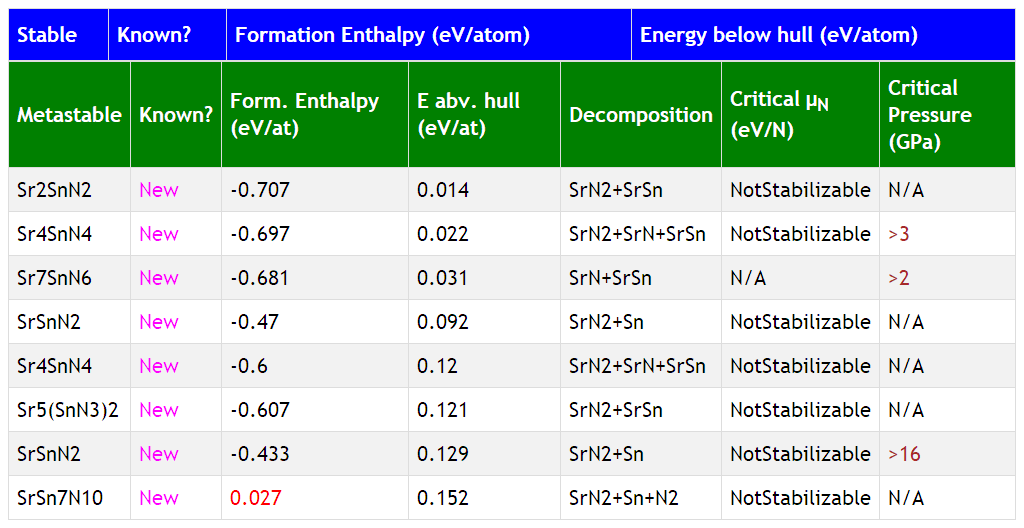 Stable Known? Formation Enthalpy (eV/atom) Energy below hull (eV/atom)
Metastable Known? Form. Enthalpy (eV/at) E abv. hull (eV/at) Decomposition Critical μN (eV/N) Critical Pressure (GPa)
Sr2SnN2 New -0.707 0.014 SrN2+SrSn NotStabilizable N/A
Sr4SnN4 New -0.697 0.022 SrN2+SrN+SrSn NotStabilizable >3
Sr7SnN6 New -0.681 0.031 SrN+SrSn N/A >2
SrSnN2 New -0.47 0.092 SrN2+Sn NotStabilizable N/A
Sr4SnN4 New -0.6 0.12 SrN2+SrN+SrSn NotStabilizable N/A
Sr5(SnN3)2 New -0.607 0.121 SrN2+SrSn NotStabilizable N/A
SrSnN2 New -0.433 0.129 SrN2+Sn NotStabilizable >16
SrSn7N10 New 0.027 0.152 SrN2+Sn+N2 NotStabilizable N/A